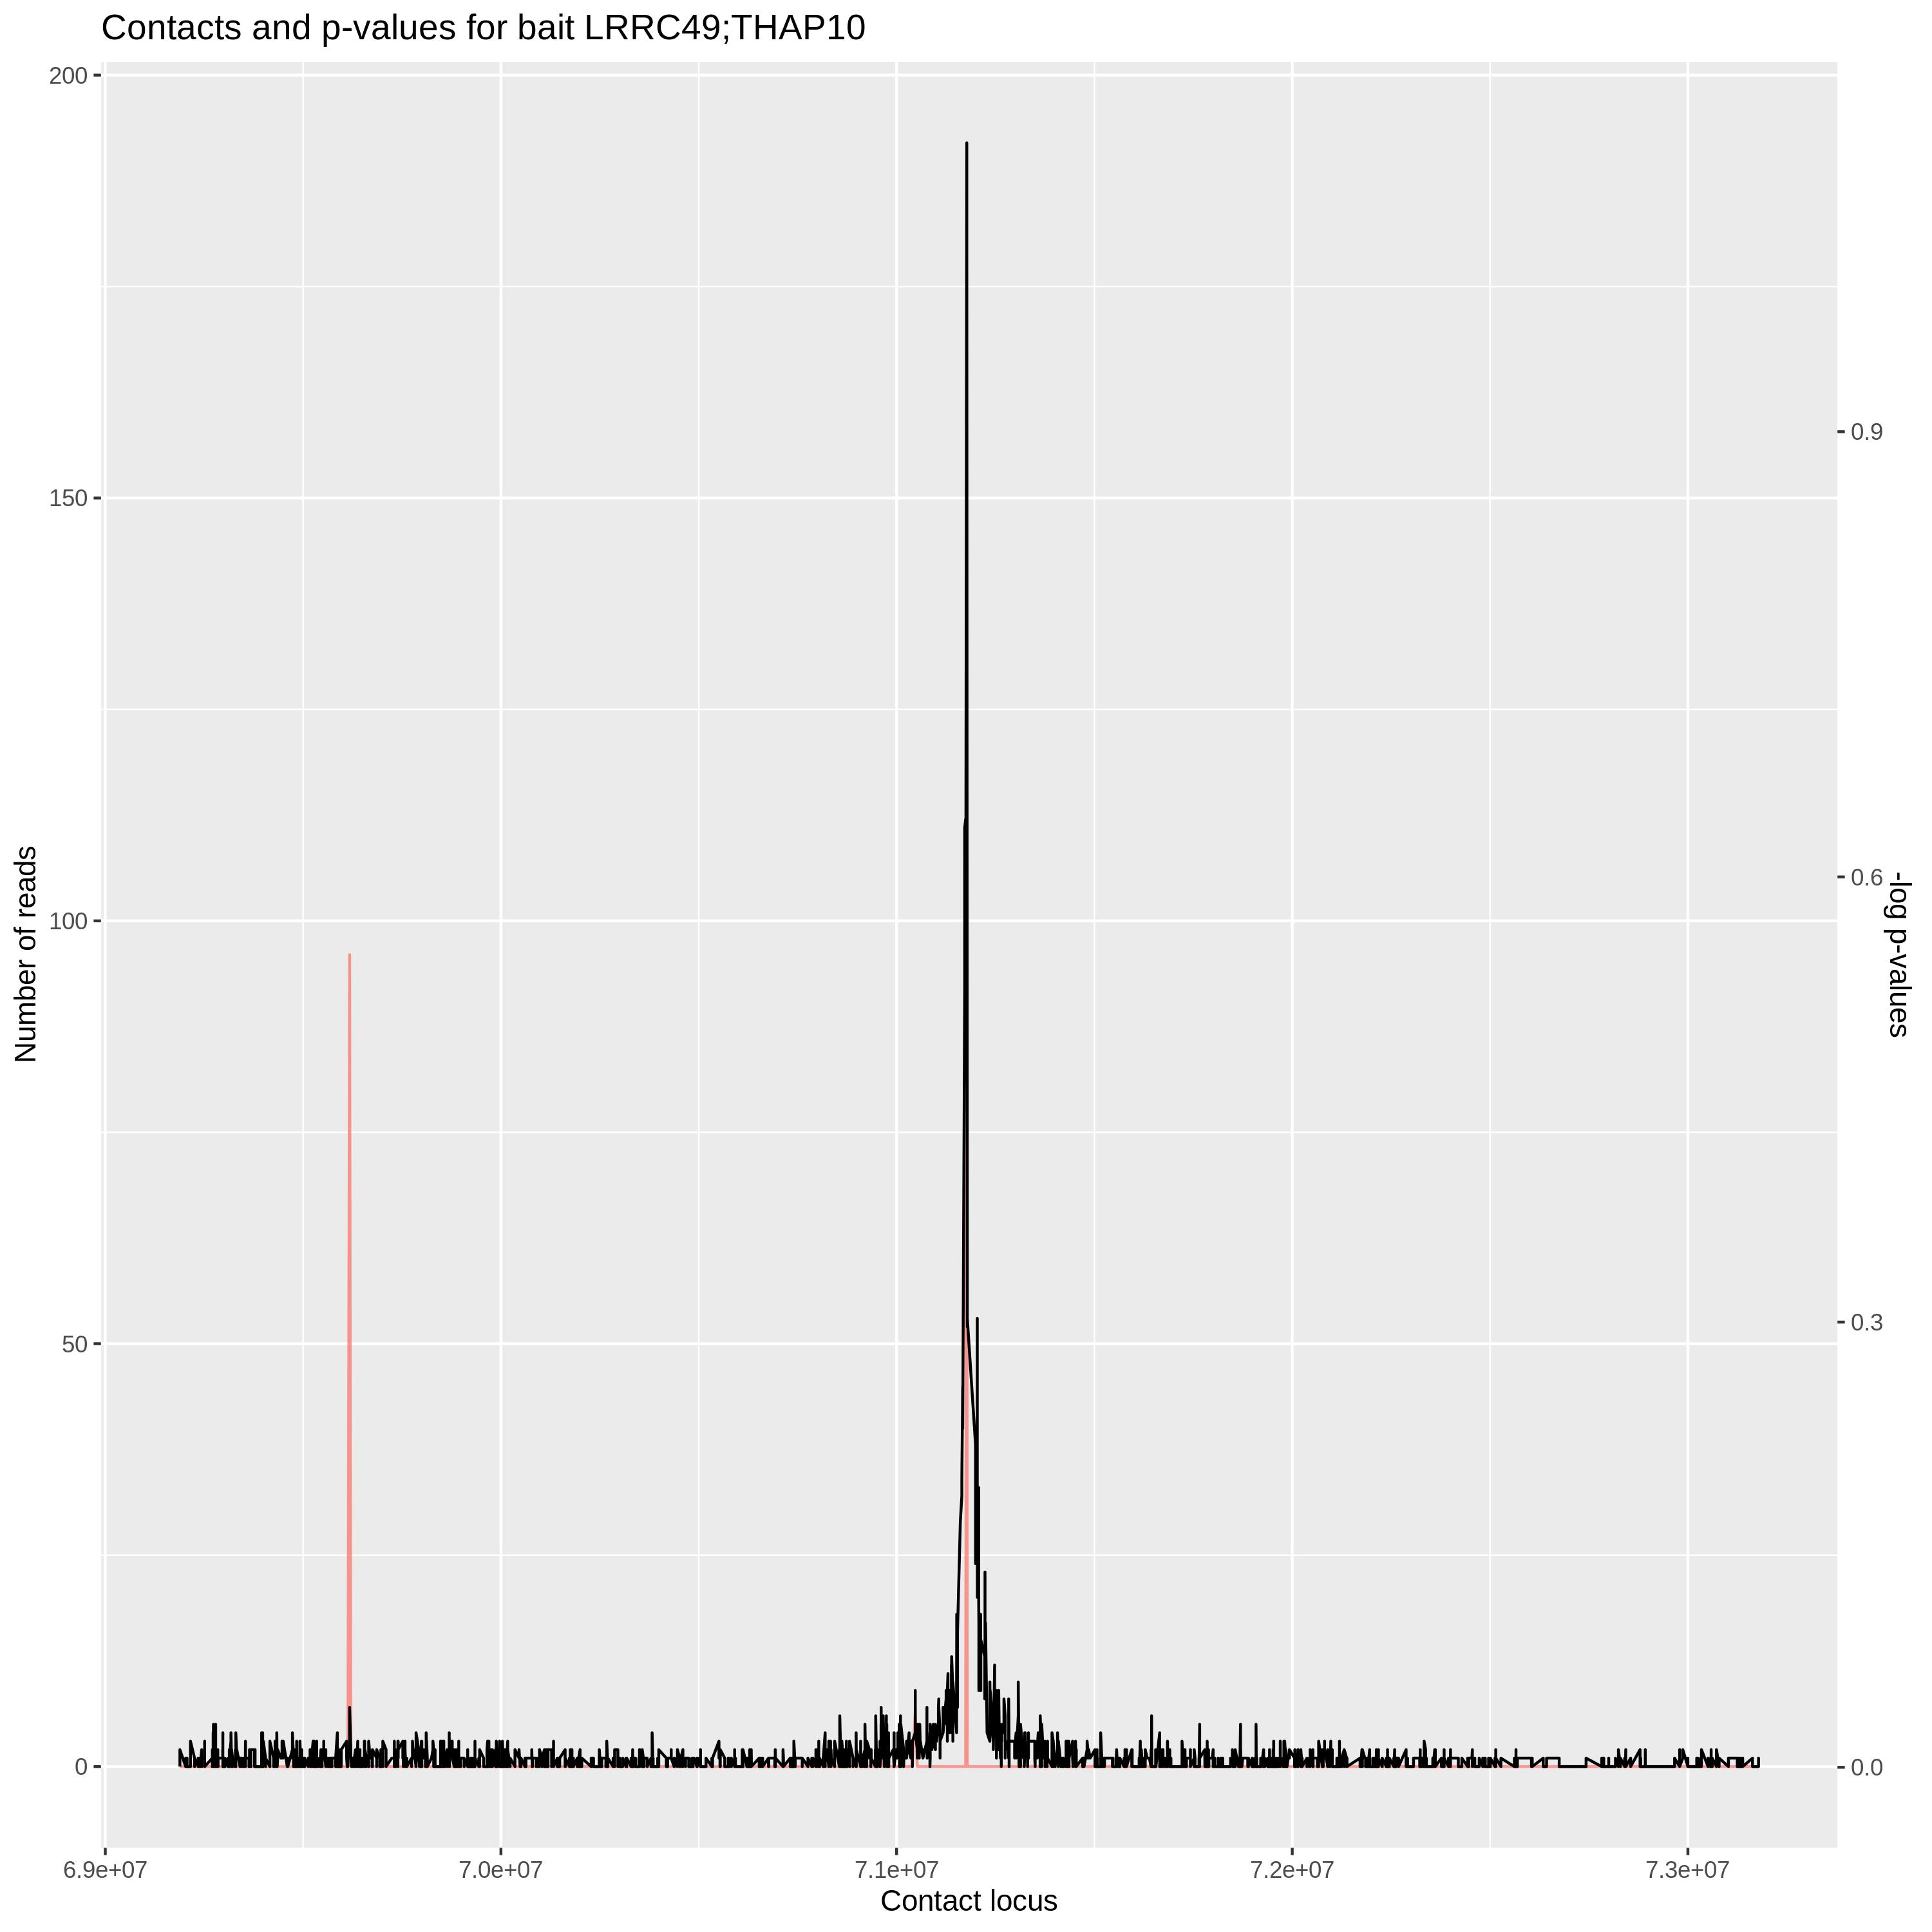 Contacts and p-values for bait LRRC49;THAP10
200
150
100
50
0
Number of reads
0.9
0.6
0.3
0.0
-log p-values
6.9e+07
7.0e+07
7.1e+07
7.2e+07
7.3e+07
Contact locus